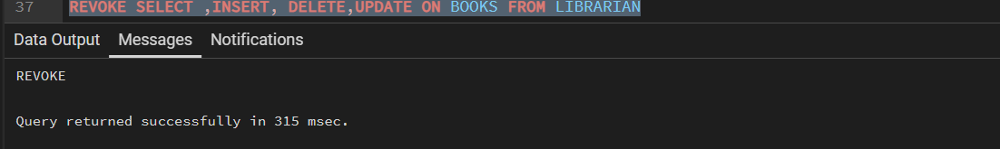 37 REVOKE SELECT ,INSERT, DELETE,UPDATE ON BOOKS FROM LIBRARIAN
Data Output Messages Notifications
REVOKE
Query returned successfully in 315 msec.